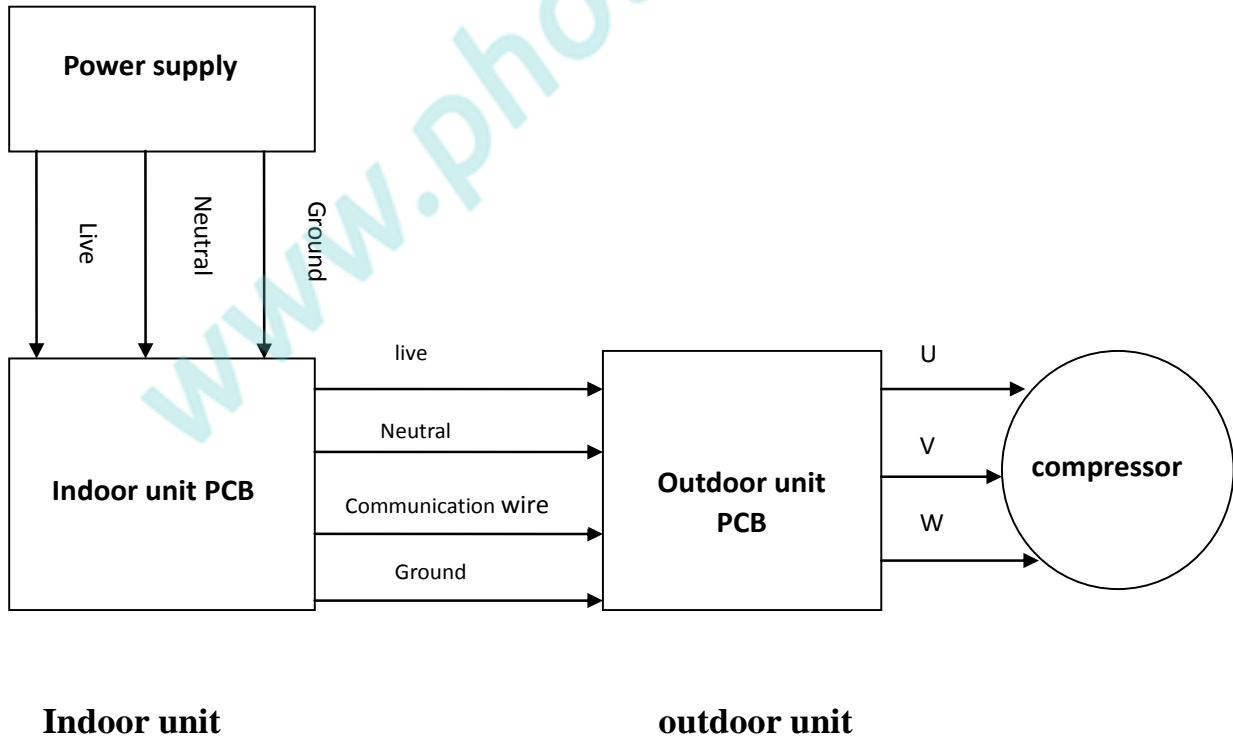 Power supply
Live
Neutral
Ground
live
Neutral
Communication wire
Ground
Indoor unit PCB
Outdoor unit
PCB
U
V
W
compressor
Indoor unit
outdoor unit